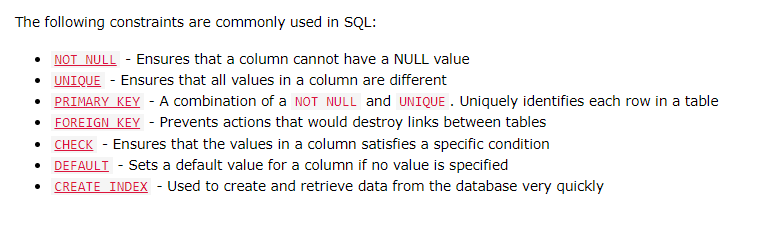 The following constraints are commonly used in SQL:
• NOT NULL - Ensures that a column cannot have a NULL value
• UNIQUE - Ensures that all values in a column are different
• PRIMARY KEY - A combination of a NOT NULL and UNIQUE. Uniquely identifies each row in a table
• FOREIGN KEY - Prevents actions that would destroy links between tables
• CHECK - Ensures that the values in a column satisfies a specific condition
• DEFAULT - Sets a default value for a column if no value is specified
• CREATE INDEX - Used to create and retrieve data from the database very quickly